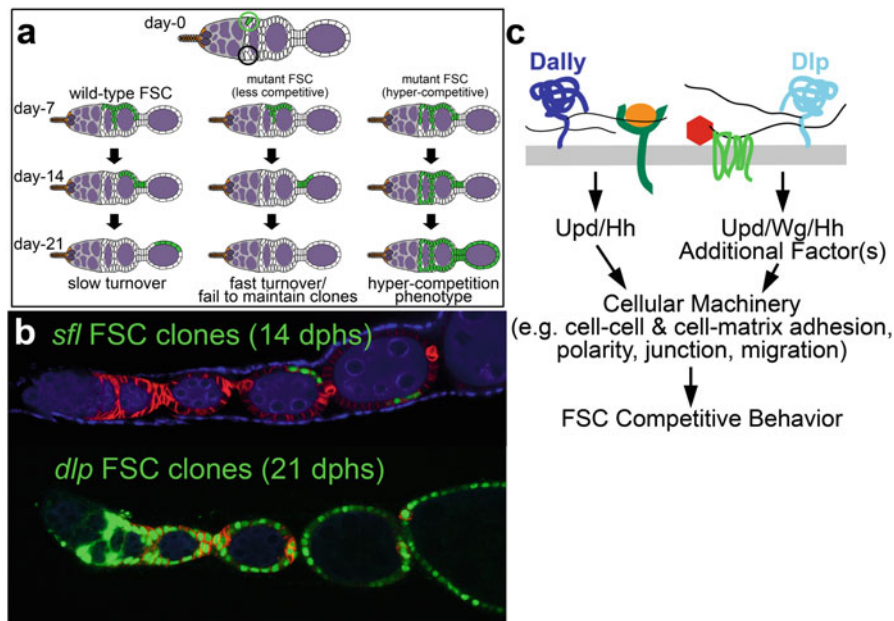 a
day-0
wild-type FSC
mutant FSC
(less competitive)
mutant FSC
(hyper-competitive)
day-7
day-14
day-21
slow turnover
fast turnover/
fail to maintain clones
hyper-competition
phenotype
b
sfl FSC clones (14 dphs)
dlp FSC clones (21 dphs)
c
Dally
Dlp
Upd/Hh
Upd/Wg/Hh
Additional Factor(s)
Cellular Machinery
(e.g. cell-cell & cell-matrix adhesion,
polarity, junction, migration)
FSC Competitive Behavior